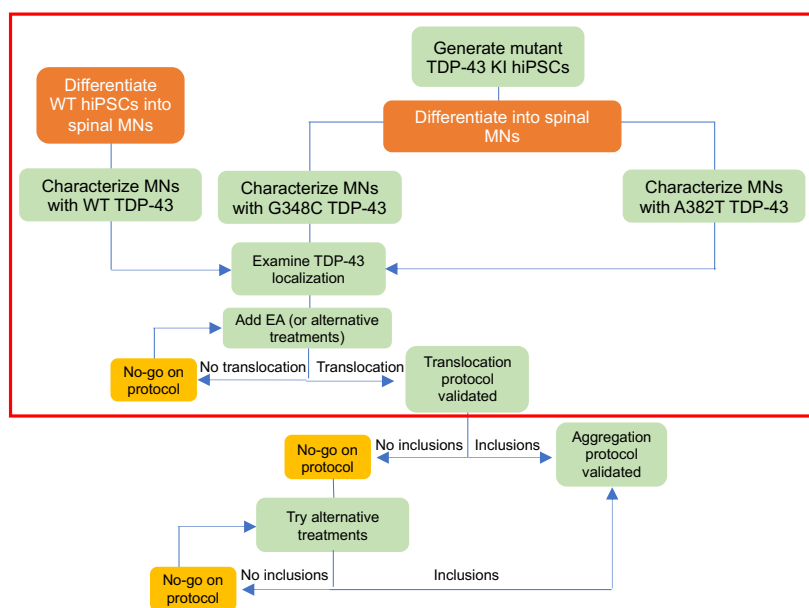 Generate mutant
TDP-43 KI hiPSCs
Differentiate
WT hiPSCs into
spinal MNs
Differentiate into spinal
MNs
Characterize MNs
with WT TDP-43
Characterize MNs
with G348C TDP-43
Characterize MNs
with A382T TDP-43
Examine TDP-43
localization
Add EA (or alternative
treatments)
No-go on
protocol
No translocation
Translocation
Translocation
protocol
validated
No-go on
protocol
No inclusions
Inclusions
Aggregation
protocol
validated
Try alternative
treatments
No-go on
protocol
No inclusions
Inclusions